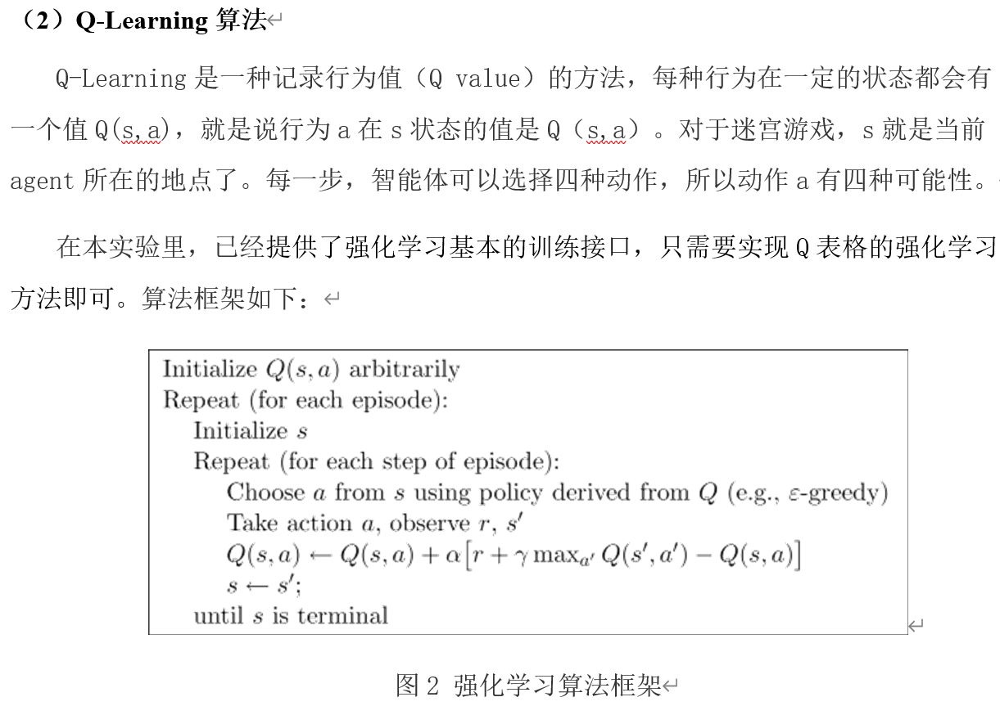 （2）Q-Learning 算法↵
Q-Learning 是一种记录行为值（Q value）的方法，每种行为在一定的状态都会有
一个值 Q(s,a)，就是说行为 a 在 s 状态的值是 Q（s,a）。对于迷宫游戏，s 就是当前
agent 所在的地点了。每一步，智能体可以选择四种动作，所以动作 a 有四种可能性。
在本实验里，已经提供了强化学习基本的训练接口，只需要实现 Q 表格的强化学习
方法即可。算法框架如下：↵
Initialize Q(s, a) arbitrarily
Repeat (for each episode):
Initialize s
Repeat (for each step of episode):
Choose a from s using policy derived from Q (e.g., ε-greedy)
Take action a, observe r, s′
Q(s, a) ← Q(s, a) + α[r + γ maxₐ′ Q(s′, a′) − Q(s, a)]
s ← s′;
until s is terminal
↵
图 2 强化学习算法框架↵